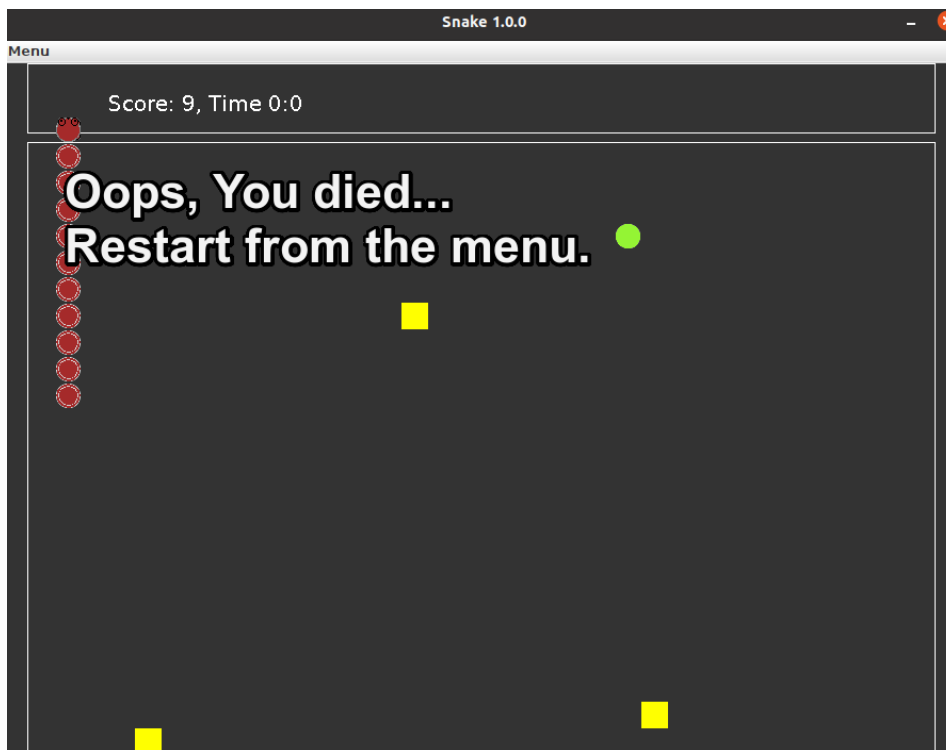 Snake 1.0.0
Menu
Score: 9, Time 0:0
Oops, You died...
Restart from the menu.